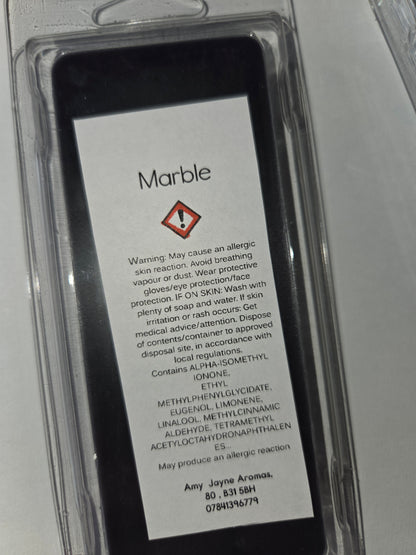 Marble
Warning: May cause an allergic
skin reaction. Avoid breathing
vapour or dust. Wear protective
gloves/eye protection/face
protection. IF ON SKIN: Wash with
plenty of soap and water. If skin
irritation or rash occurs: Get
medical advice/attention. Dispose
of contents/container to approved
disposal site, in accordance with
local regulations.
Contains ALPHA-ISOMETHYL
IONONE,
ETHYL
METHYLPHENYLGLYCIDATE,
EUGENOL, LIMONENE,
LINALOOL, METHYLCINNAMIC
ALDEHYDE, TETRAMETHYL
ACETYLOCTAHYDRONAPHTHALEN
ES...
May produce an allergic reaction
Amy Jayne Aromas,
80 , B31 5BH
07841396779